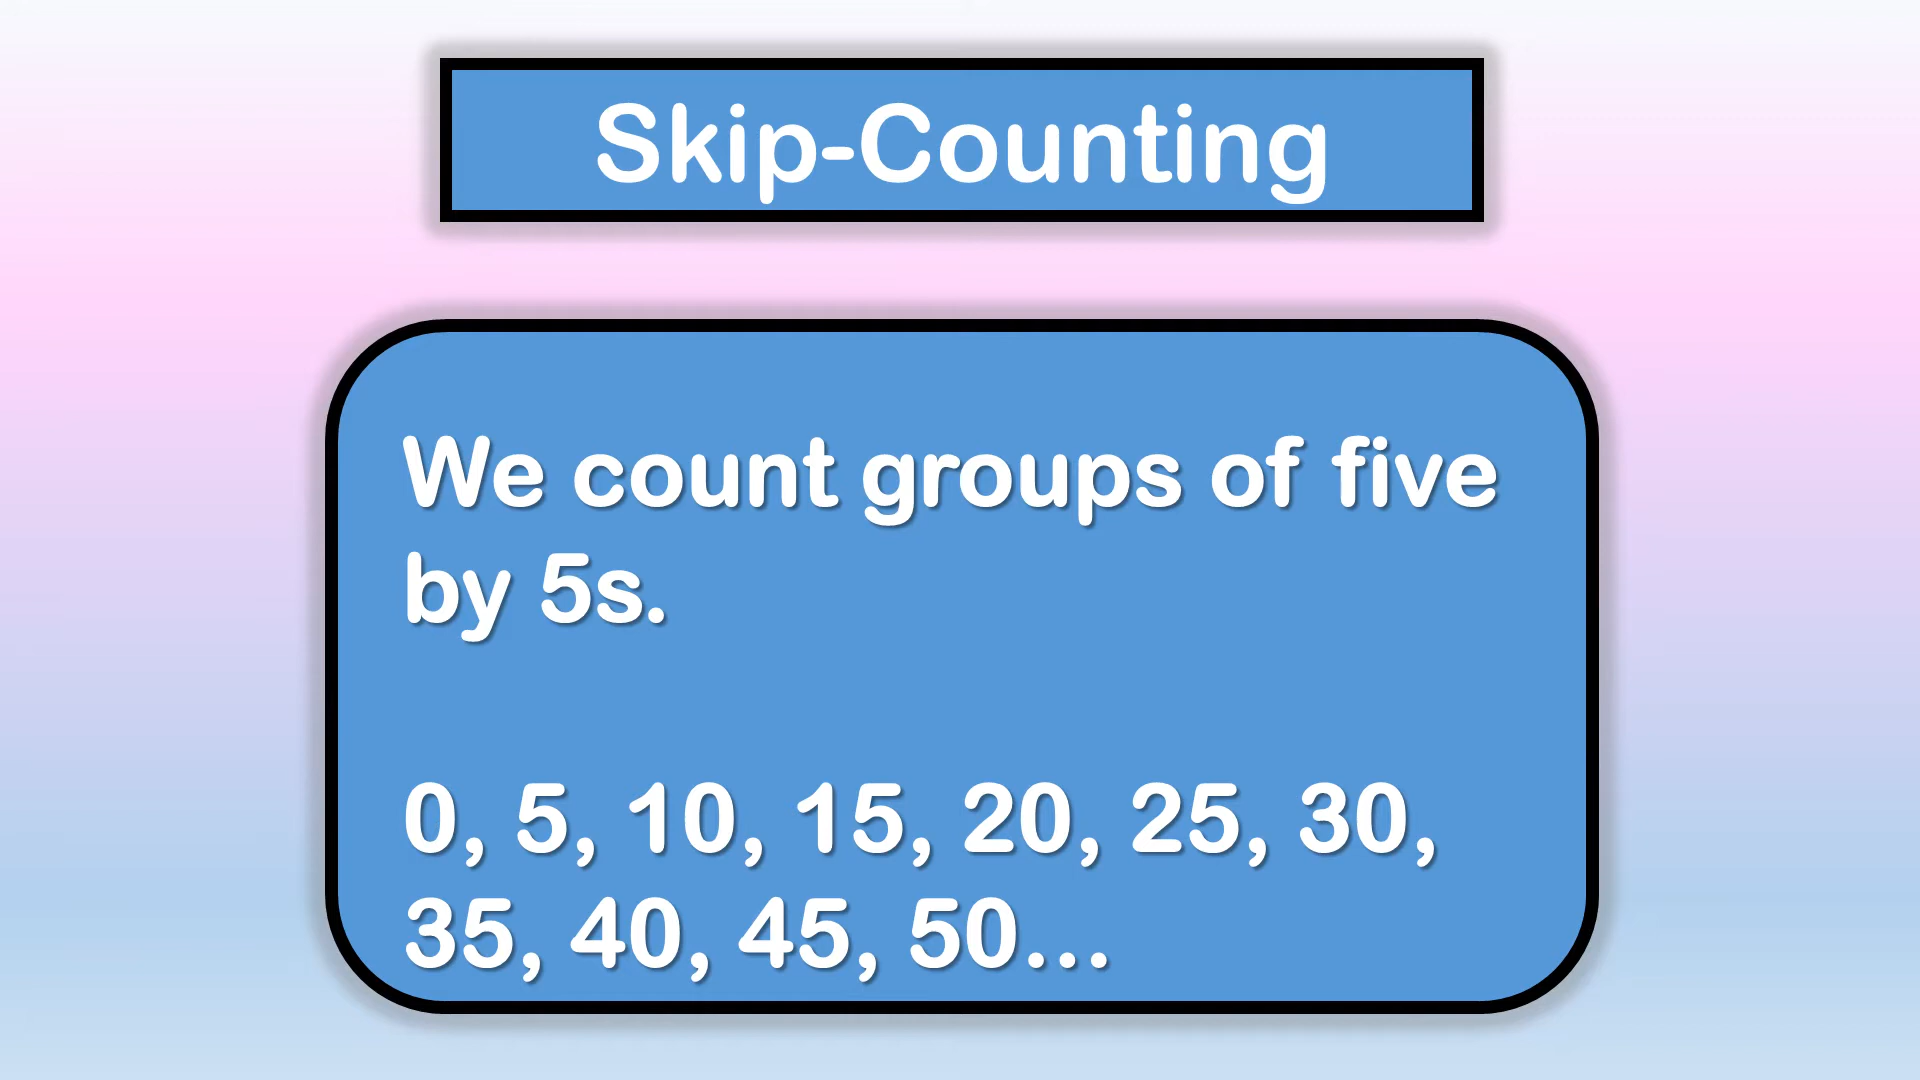 Skip-Counting
We count groups of five
by 5s.
0, 5, 10, 15, 20, 25, 30,
35, 40, 45, 50...